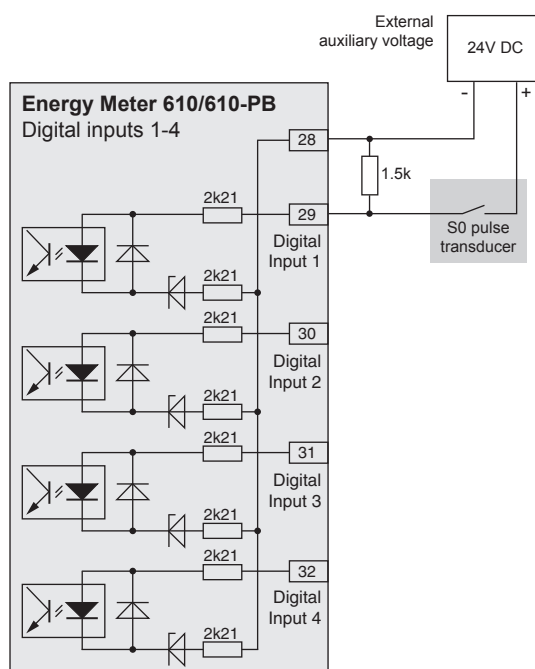 External
auxiliary voltage
24V DC
- +
Energy Meter 610/610-PB
Digital inputs 1-4
28
1.5k
2k21
29
S0 pulse
transducer
Digital
Input 1
2k21
2k21
30
Digital
Input 2
2k21
2k21
31
Digital
Input 3
2k21
2k21
32
Digital
Input 4
2k21